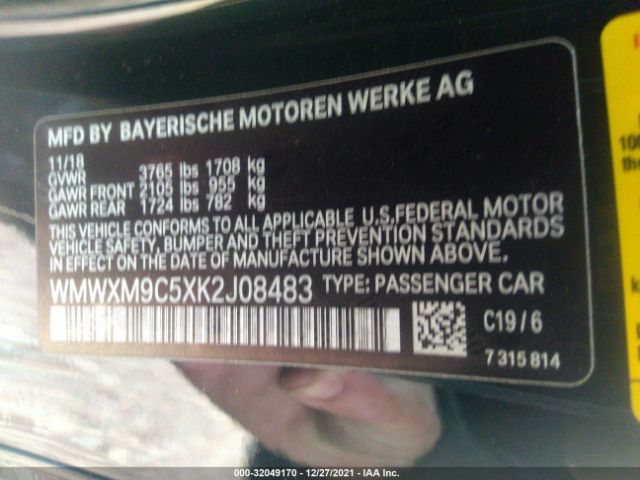 MFD BY BAYERISCHE MOTOREN WERKE AG
11/18
GVWR 3765 lbs 1708 kg
GAWR FRONT 2105 lbs 955 kg
GAWR REAR 1724 lbs 782 kg
THIS VEHICLE CONFORMS TO ALL APPLICABLE U.S.FEDERAL MOTOR
VEHICLE SAFETY, BUMPER AND THEFT PREVENTION STANDARDS
IN EFFECT ON THE DATE OF MANUFACTURE SHOWN ABOVE.
WMWXM9C5XK2J08483 TYPE: PASSENGER CAR
C19/6
7 315 814
100
the
000-32049170 - 12/27/2021 - IAA Inc.